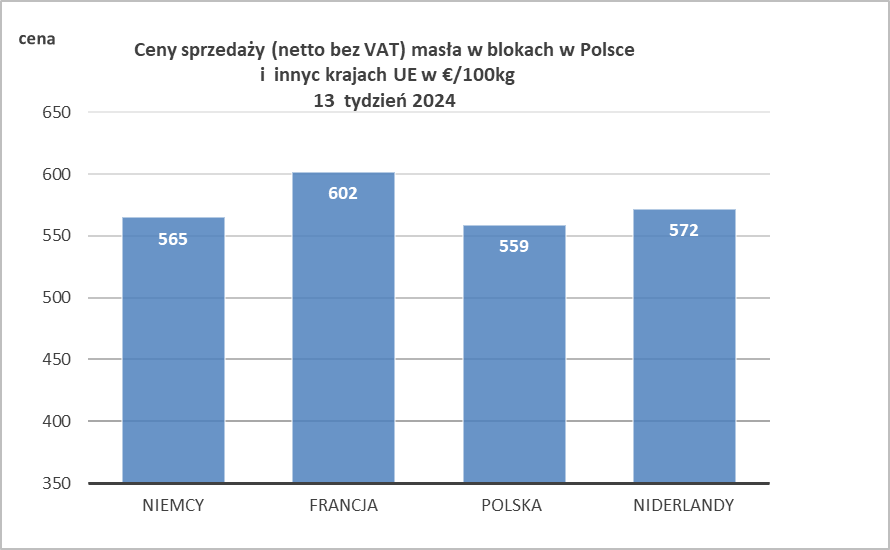 cena
Ceny sprzedaży (netto bez VAT) masła w blokach w Polsce
i innyc krajach UE w €/100kg
13 tydzień 2024
650
600
550
500
450
400
350
565
602
559
572
NIEMCY
FRANCJA
POLSKA
NIDERLANDY